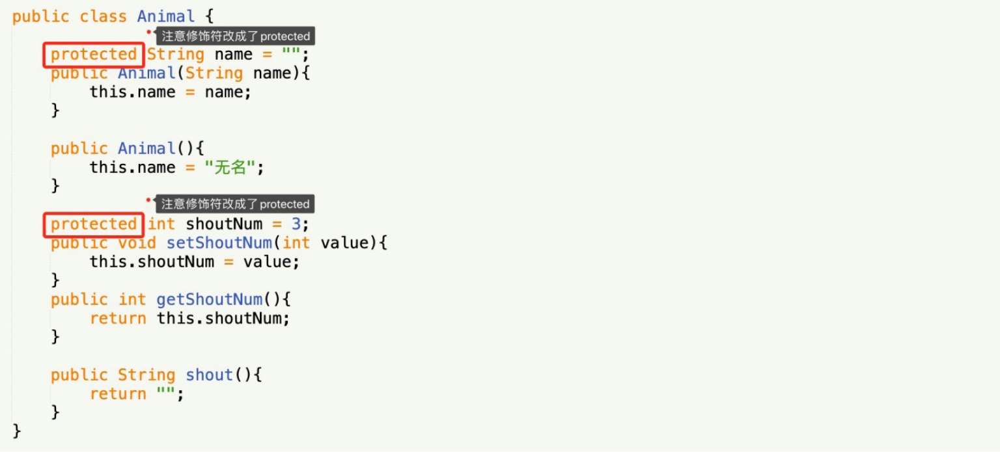 public class Animal {
注意修饰符改成了protected
protected String name = "";
public Animal(String name){
this.name = name;
}
public Animal(){
this.name = "无名";
}
注意修饰符改成了protected
protected int shoutNum = 3;
public void setShoutNum(int value){
this.shoutNum = value;
}
public int getShoutNum(){
return this.shoutNum;
}
public String shout(){
return "";
}
}